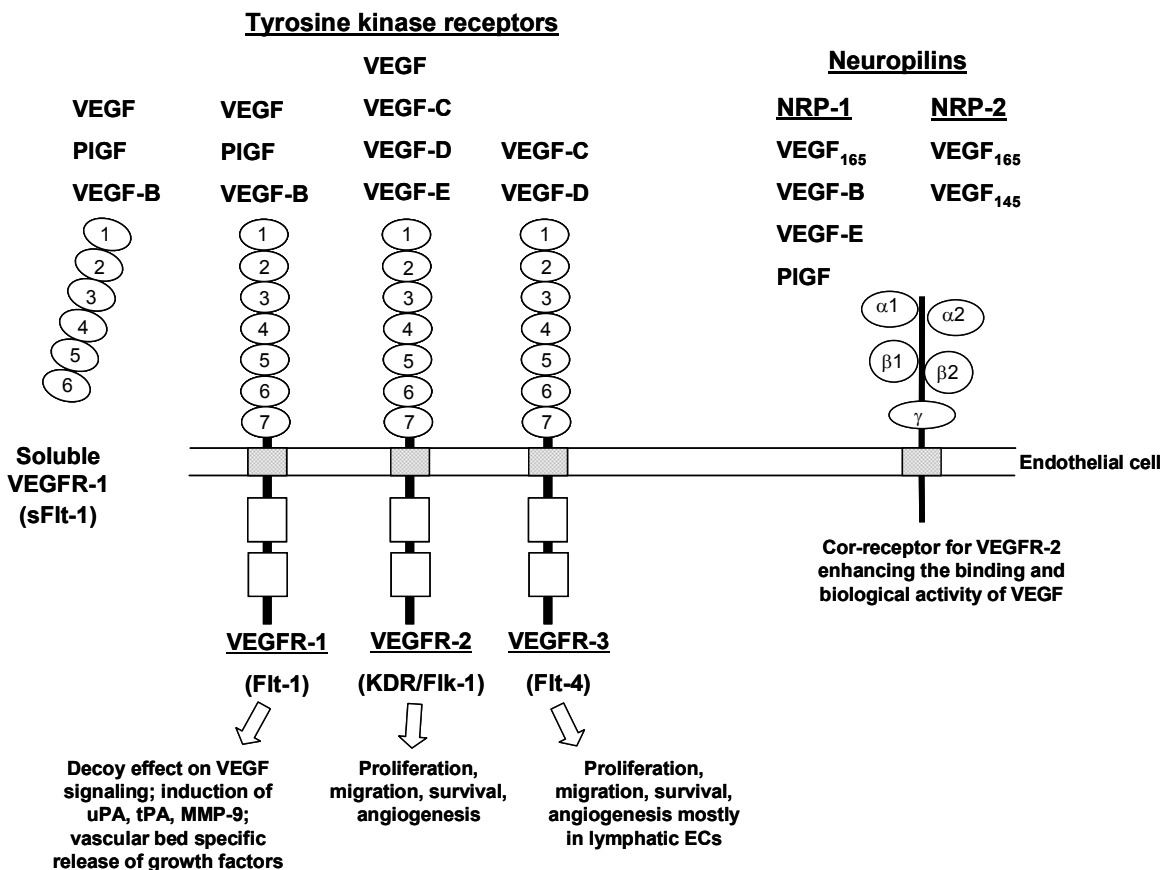 Tyrosine kinase receptors
VEGF
PlGF
VEGF-B
1
2
3
4
5
6
Soluble
VEGFR-1
(sFlt-1)
VEGF
PlGF
VEGF-B
1
2
3
4
5
6
7
VEGFR-1
(Flt-1)
Decoy effect on VEGF
signaling; induction of
uPA, tPA, MMP-9;
vascular bed specific
release of growth factors
VEGF
VEGF-C
VEGF-D
VEGF-E
1
2
3
4
5
6
7
VEGFR-2
(KDR/Flk-1)
Proliferation,
migration, survival,
angiogenesis
VEGF-C
VEGF-D
1
2
3
4
5
6
7
VEGFR-3
(Flt-4)
Proliferation,
migration, survival,
angiogenesis mostly
in lymphatic ECs
Neuropilins
NRP-1
VEGF165
VEGF-B
VEGF-E
PlGF
NRP-2
VEGF165
VEGF145
α1
α2
β1
β2
γ
Endothelial cell
Cor-receptor for VEGFR-2
enhancing the binding and
biological activity of VEGF